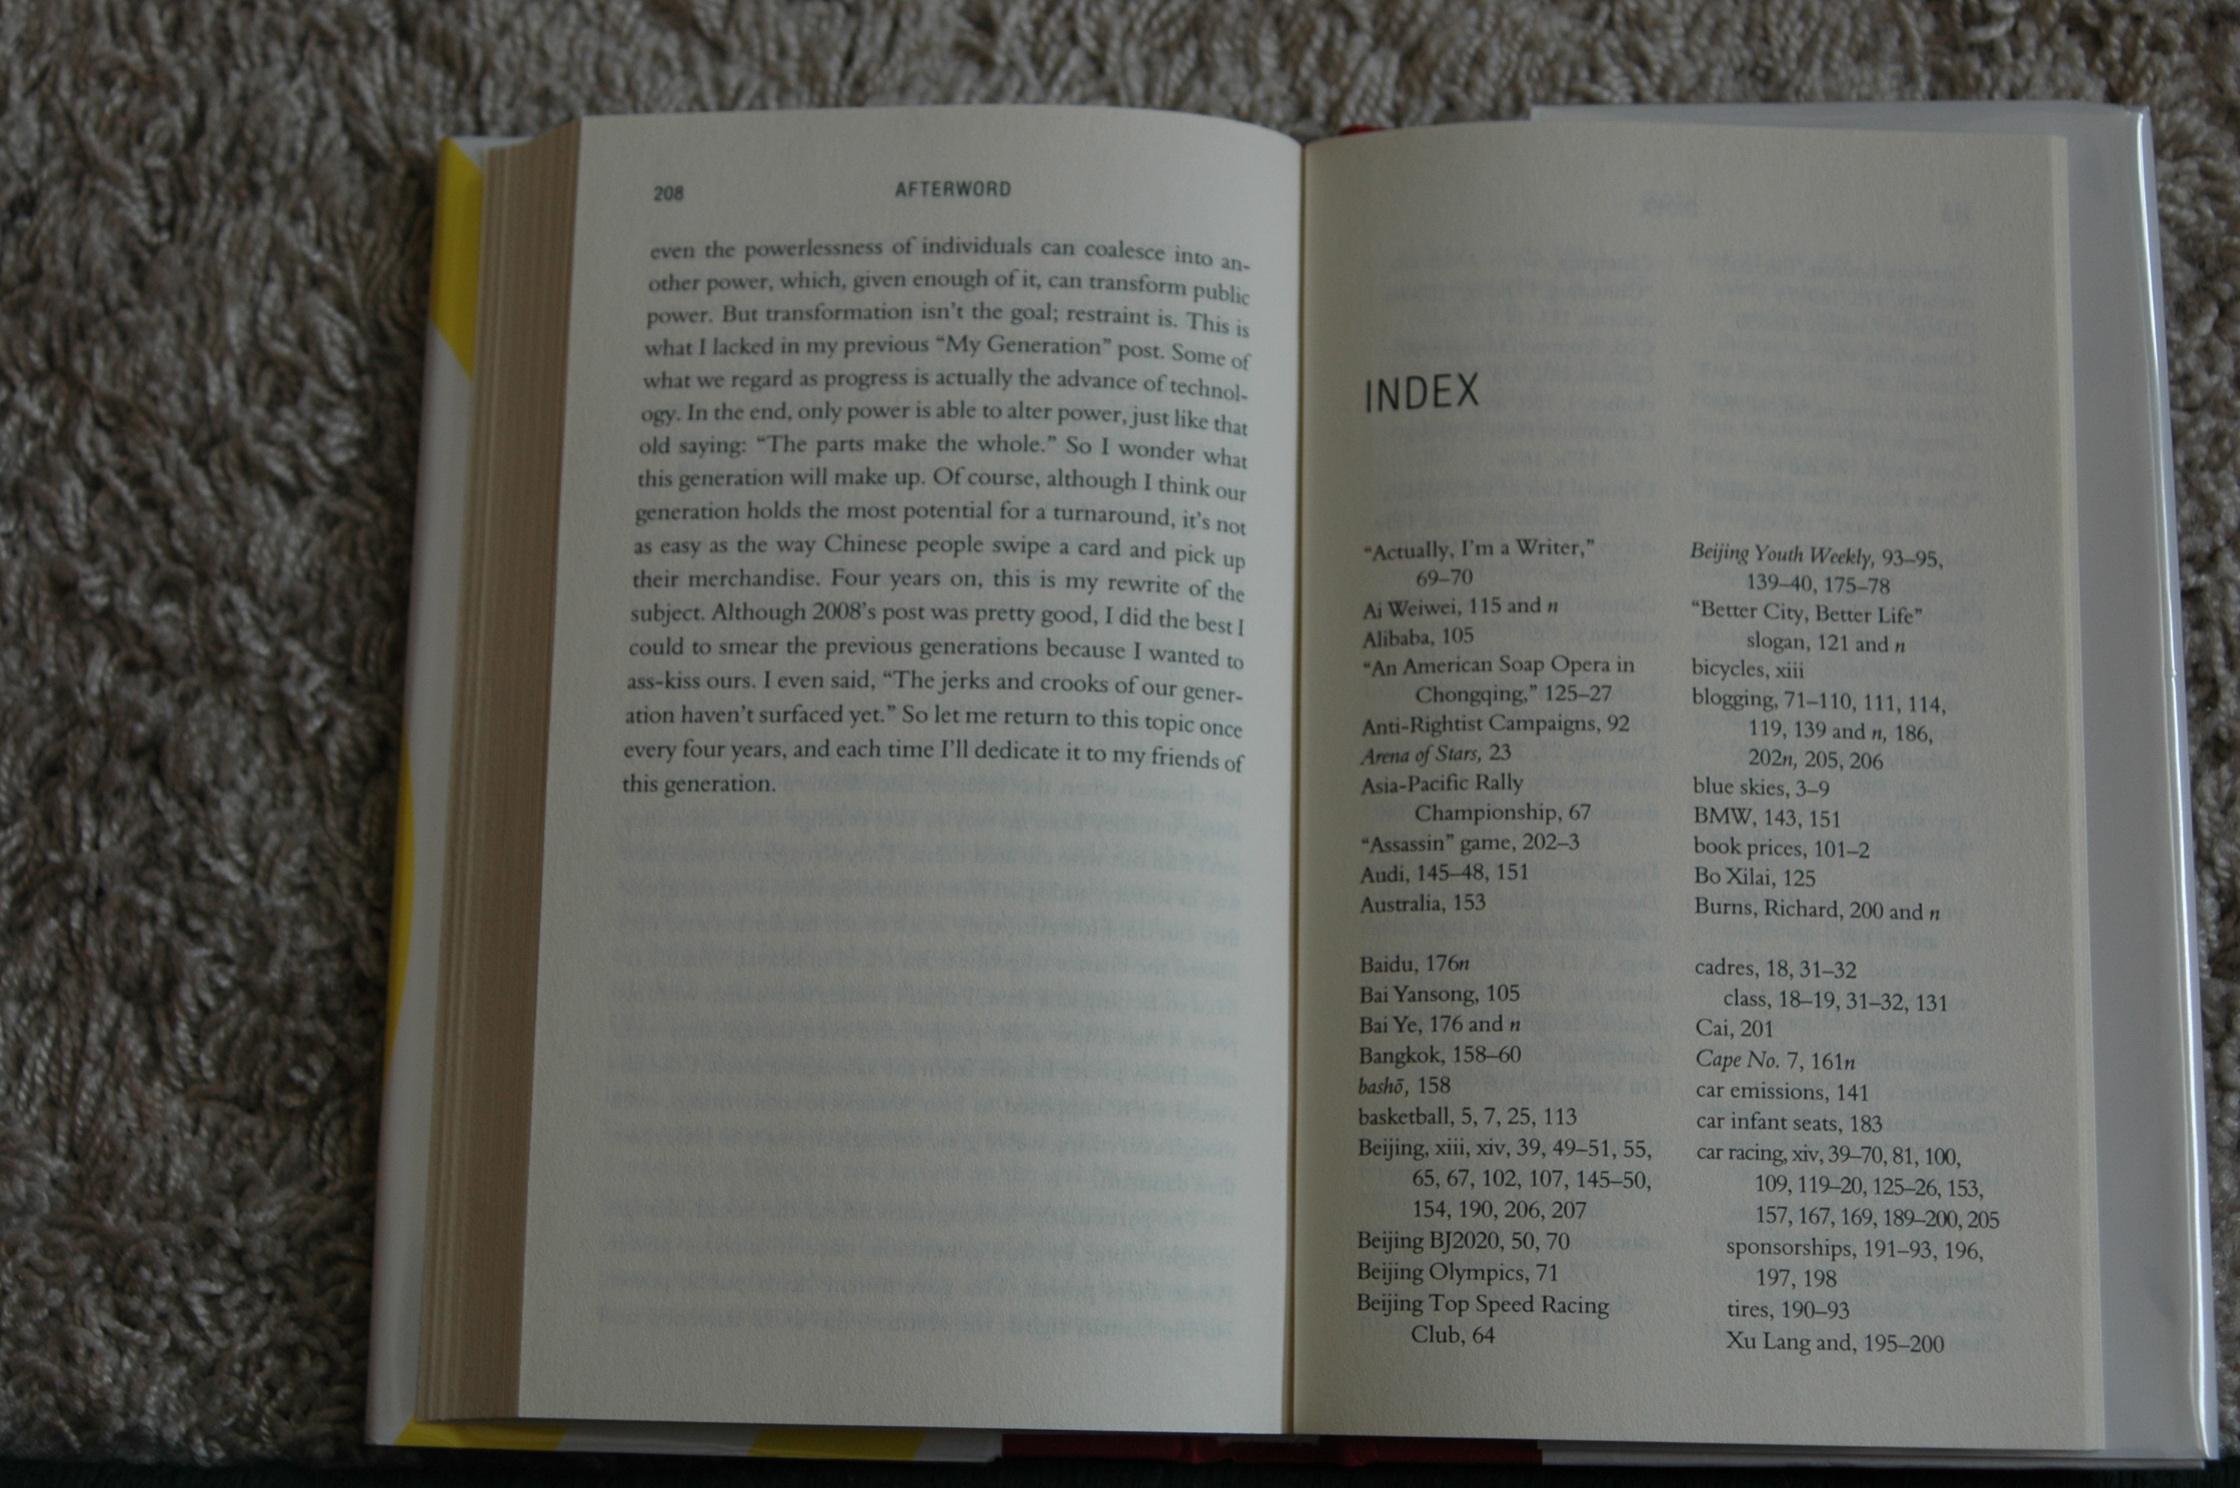 208
AFTERWORD
even the powerlessness of individuals can coalesce into an-
other power, which, given enough of it, can transform public
power. But transformation isn't the goal; restraint is. This is
what I lacked in my previous “My Generation” post. Some of
what we regard as progress is actually the advance of technol-
ogy. In the end, only power is able to alter power, just like that
old saying: “The parts make the whole.” So I wonder what
this generation will make up. Of course, although I think our
generation holds the most potential for a turnaround, it's not
as easy as the way Chinese people swipe a card and pick up
their merchandise. Four years on, this is my rewrite of the
subject. Although 2008's post was pretty good, I did the best I
could to smear the previous generations because I wanted to
ass-kiss ours. I even said, “The jerks and crooks of our gener-
ation haven't surfaced yet.” So let me return to this topic once
every four years, and each time I'll dedicate it to my friends of
this generation.
INDEX
“Actually, I'm a Writer,”
69–70
Ai Weiwei, 115 and n
Alibaba, 105
“An American Soap Opera in
Chongqing,” 125–27
Anti-Rightist Campaigns, 92
Arena of Stars, 23
Asia-Pacific Rally
Championship, 67
“Assassin” game, 202–3
Audi, 145–48, 151
Australia, 153
Baidu, 176n
Bai Yansong, 105
Bai Ye, 176 and n
Bangkok, 158–60
bashō, 158
basketball, 5, 7, 25, 113
Beijing, xiii, xiv, 39, 49–51, 55,
65, 67, 102, 107, 145–50,
154, 190, 206, 207
Beijing BJ2020, 50, 70
Beijing Olympics, 71
Beijing Top Speed Racing
Club, 64
Beijing Youth Weekly, 93–95,
139–40, 175–78
“Better City, Better Life”
slogan, 121 and n
bicycles, xiii
blogging, 71–110, 111, 114,
119, 139 and n, 186,
202n, 205, 206
blue skies, 3–9
BMW, 143, 151
book prices, 101–2
Bo Xilai, 125
Burns, Richard, 200 and n
cadres, 18, 31–32
class, 18–19, 31–32, 131
Cai, 201
Cape No. 7, 161n
car emissions, 141
car infant seats, 183
car racing, xiv, 39–70, 81, 100,
109, 119–20, 125–26, 153,
157, 167, 169, 189–200, 205
sponsorships, 191–93, 196,
197, 198
tires, 190–93
Xu Lang and, 195–200